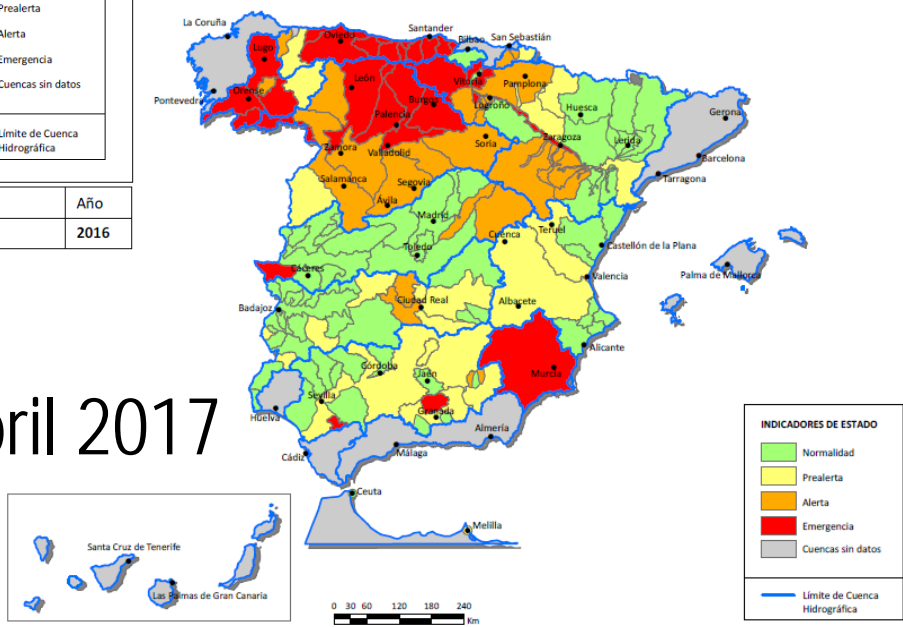 Prealerta
Alerta
Emergencia
Cuencas sin datos
Límite de Cuenca
Hidrográfica
Año
2016
ril 2017
La Coruña
Lugo
Oviedo
Santander
Bilbao
San Sebastián
Pontevedra
Orense
León
Burgos
Palencia
Vitoria
Pamplona
Logroño
Huesca
Gerona
Zamora
Valladolid
Soria
Zaragoza
Lérida
Barcelona
Tarragona
Salamanca
Segovia
Ávila
Madrid
Teruel
Cuenca
Toledo
Castellón de la Plana
Cáceres
Valencia
Palma de Mallorca
Badajoz
Ciudad Real
Albacete
Alicante
Córdoba
Jaén
Murcia
Sevilla
Huelva
Granada
Almería
Cádiz
Málaga
Ceuta
Melilla
Santa Cruz de Tenerife
Las Palmas de Gran Canaria
0 30 60 120 180 240
Km
INDICADORES DE ESTADO
Normalidad
Prealerta
Alerta
Emergencia
Cuencas sin datos
Límite de Cuenca
Hidrográfica